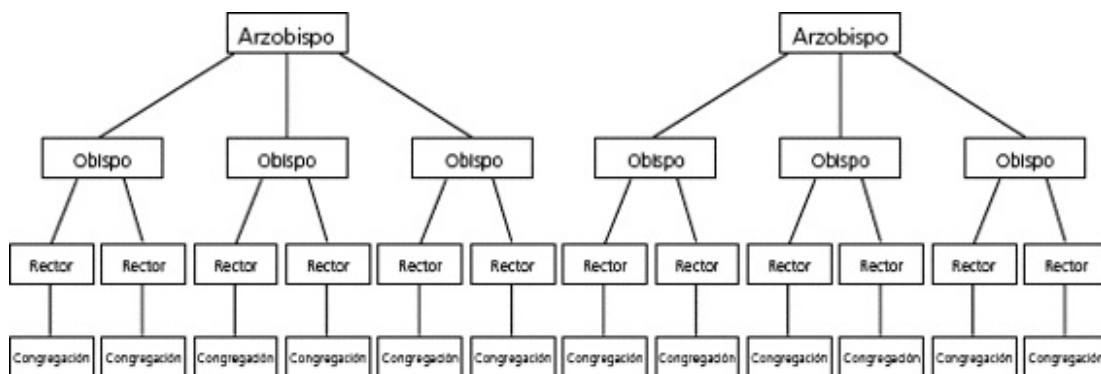 Arzobispo Arzobispo
Obispo Obispo Obispo Obispo Obispo Obispo
Rector Rector Rector Rector Rector Rector Rector Rector Rector Rector Rector Rector
Congregación Congregación Congregación Congregación Congregación Congregación Congregación Congregación Congregación Congregación Congregación Congregación